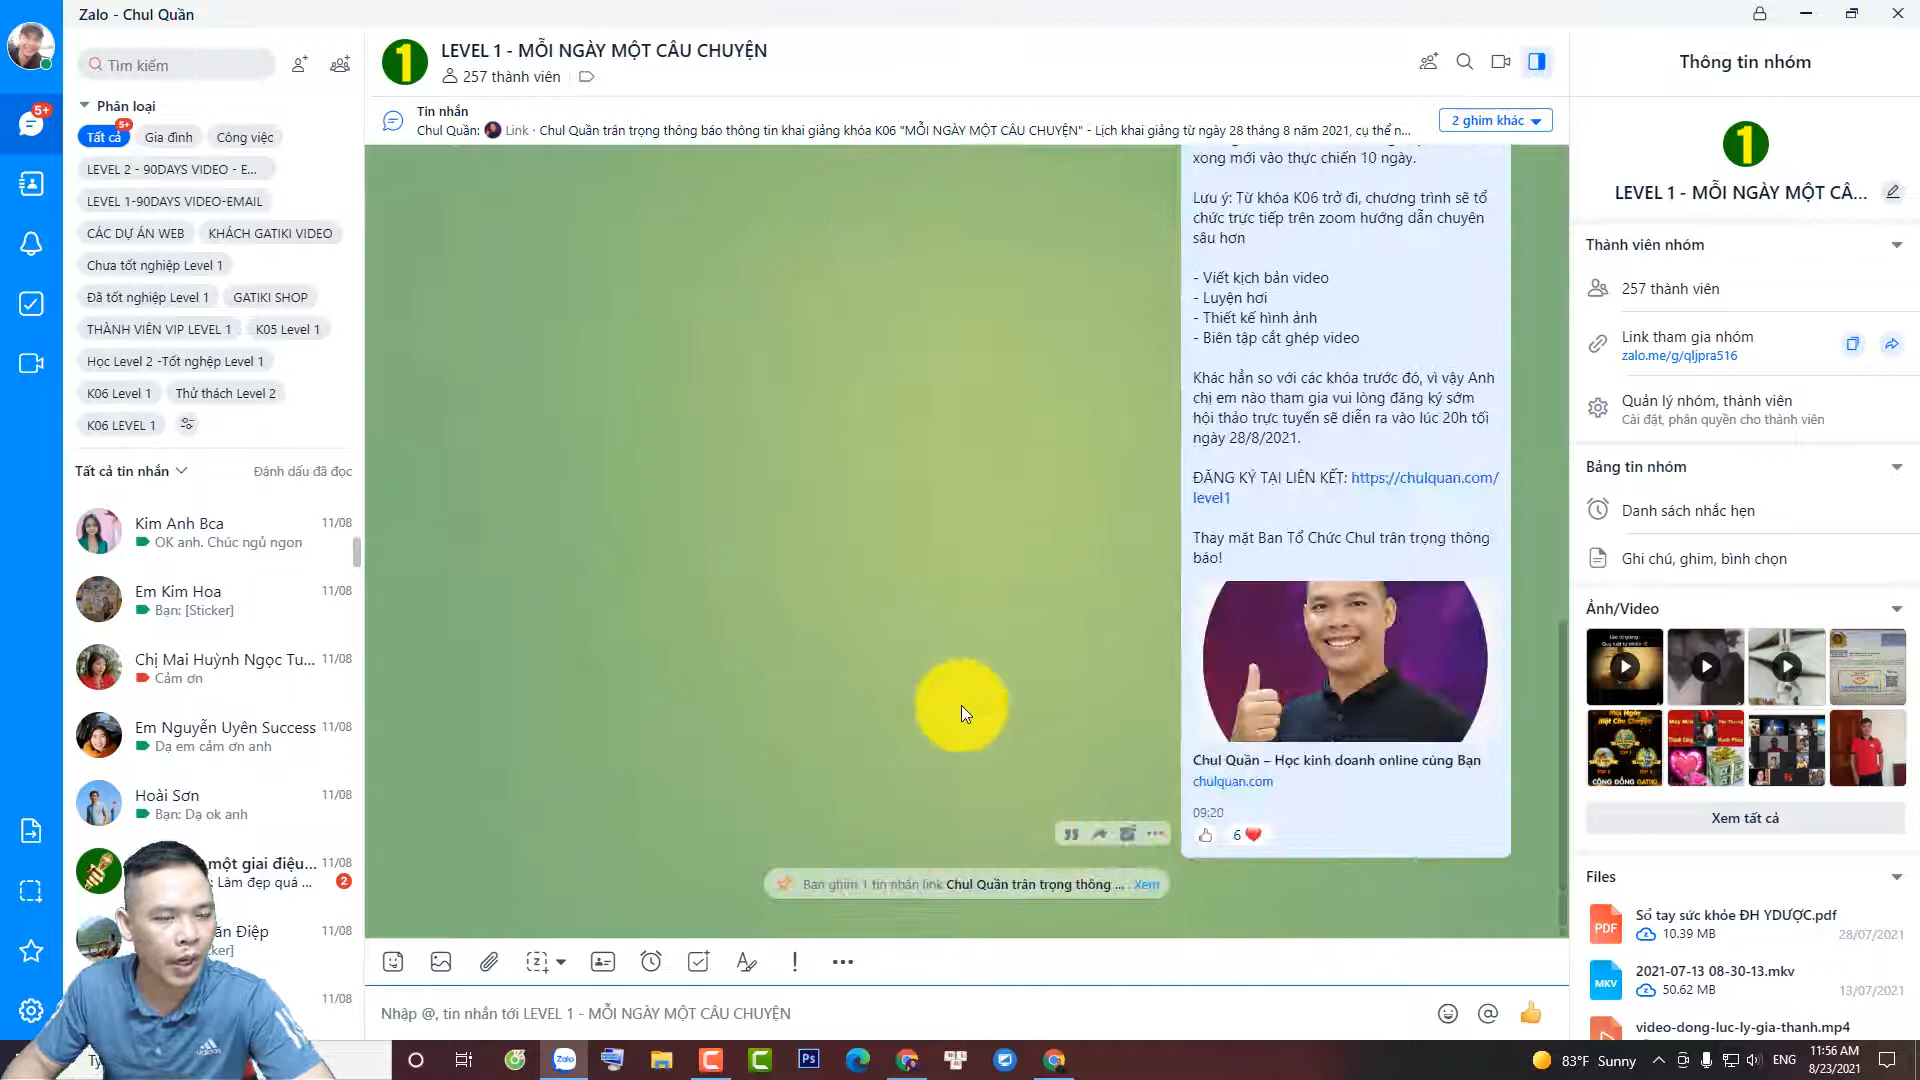 Zalo - Chul Quần
Tìm kiếm
Phân loại
Tất cả
5+
Gia đình
Công việc
LEVEL 2 - 90DAYS VIDEO - E...
LEVEL 1-90DAYS VIDEO-EMAIL
CÁC DỰ ÁN WEB
KHÁCH GATIKI VIDEO
Chưa tốt nghiệp Level 1
Đã tốt nghiệp Level 1
GATIKI SHOP
THÀNH VIÊN VIP LEVEL 1
K05 Level 1
Học Level 2 -Tốt nghệp Level 1
K06 Level 1
Thử thách Level 2
K06 LEVEL 1
Tất cả tin nhắn
Đánh dấu đã đọc
Kim Anh Bca
11/08
OK anh. Chúc ngủ ngon
Em Kim Hoa
11/08
Bạn: [Sticker]
Chị Mai Huỳnh Ngọc Tu...
11/08
Cảm ơn
Em Nguyễn Uyên Success
11/08
Dạ em cảm ơn anh
Hoài Sơn
11/08
Bạn: Dạ ok anh
một giai điệu...
11/08
: Làm đẹp quá ...
2
ăn Điệp
11/08
11/08
5+
LEVEL 1 - MỖI NGÀY MỘT CÂU CHUYỆN
257 thành viên
Tin nhắn
Chul Quần: Link · Chul Quần trân trọng thông báo thông tin khai giảng khóa K06 "MỖI NGÀY MỘT CÂU CHUYỆN" - Lịch khai giảng từ ngày 28 tháng 8 năm 2021, cụ thể n...
2 ghim khác
xong mới vào thực chiến 10 ngày.
Lưu ý: Từ khóa K06 trở đi, chương trình sẽ tổ
chức trực tiếp trên zoom hướng dẫn chuyên
sâu hơn
- Viết kịch bản video
- Luyện hơi
- Thiết kế hình ảnh
- Biên tập cắt ghép video
Khác hẳn so với các khóa trước đó, vì vậy Anh
chị em nào tham gia vui lòng đăng ký sớm
hội thảo trực tuyến sẽ diễn ra vào lúc 20h tối
ngày 28/8/2021.
ĐĂNG KÝ TẠI LIÊN KẾT: https://chulquan.com/
level1
Thay mặt Ban Tổ Chức Chul trân trọng thông
báo!
Chul Quần – Học kinh doanh online cùng Bạn
chulquan.com
09:20
6
Bạn ghim 1 tin nhắn link Chul Quần trân trọng thông ... Xem
Nhập @, tin nhắn tới LEVEL 1 - MỖI NGÀY MỘT CÂU CHUYỆN
Thông tin nhóm
1
LEVEL 1 - MỖI NGÀY MỘT CÂ...
Thành viên nhóm
257 thành viên
Link tham gia nhóm
zalo.me/g/qljpra516
Quản lý nhóm, thành viên
Cài đặt, phân quyền cho thành viên
Bảng tin nhóm
Danh sách nhắc hẹn
Ghi chú, ghim, bình chọn
Ảnh/Video
CỘNG ĐỒNG GATIKI
Xem tất cả
Files
PDF
Sổ tay sức khỏe ĐH YDƯỢC.pdf
10.39 MB
28/07/2021
MKV
2021-07-13 08-30-13.mkv
50.62 MB
13/07/2021
video-dong-luc-ly-gia-thanh.mp4
Zalo
Ps
83°F Sunny
ENG
11:56 AM
8/23/2021
adidas